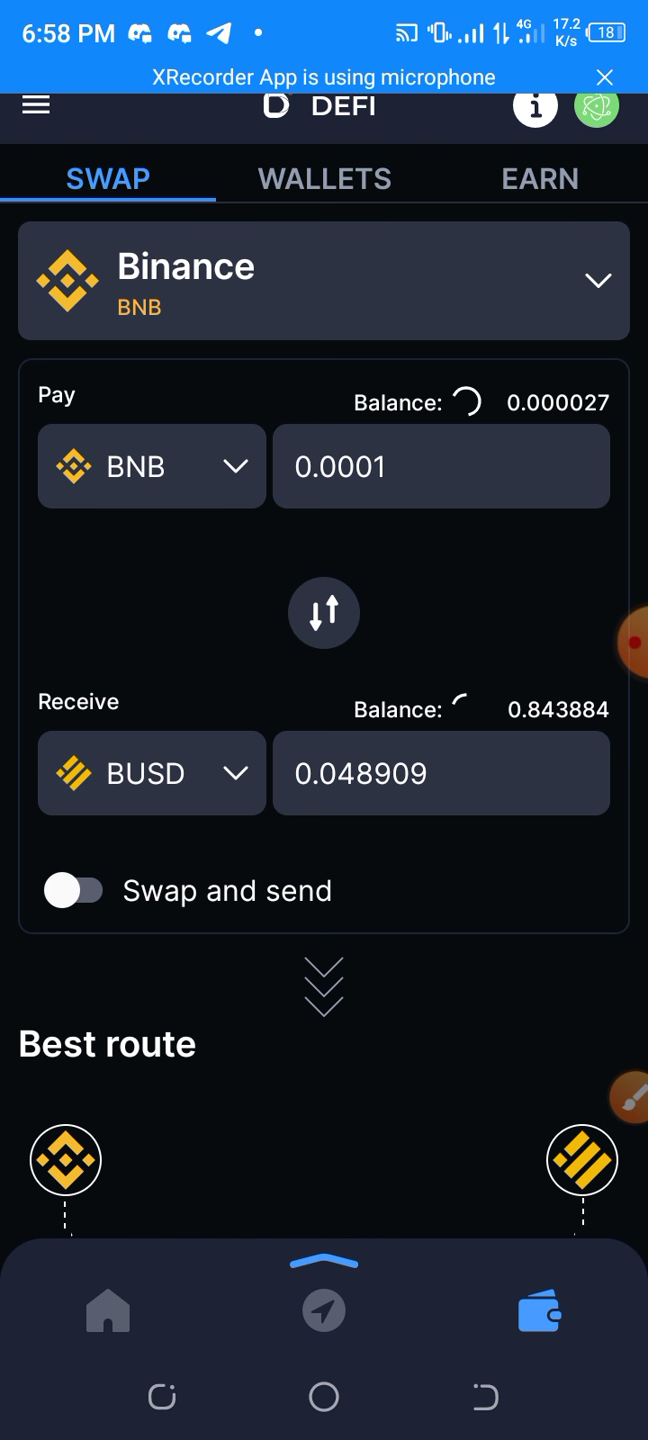 6:58 PM
4G
17.2
K/s
18
XRecorder App is using microphone
DEFI
SWAP
WALLETS
EARN
Binance
BNB
Pay
Balance: 0.000027
BNB
0.0001
Receive
Balance: 0.843884
BUSD
0.048909
Swap and send
Best route